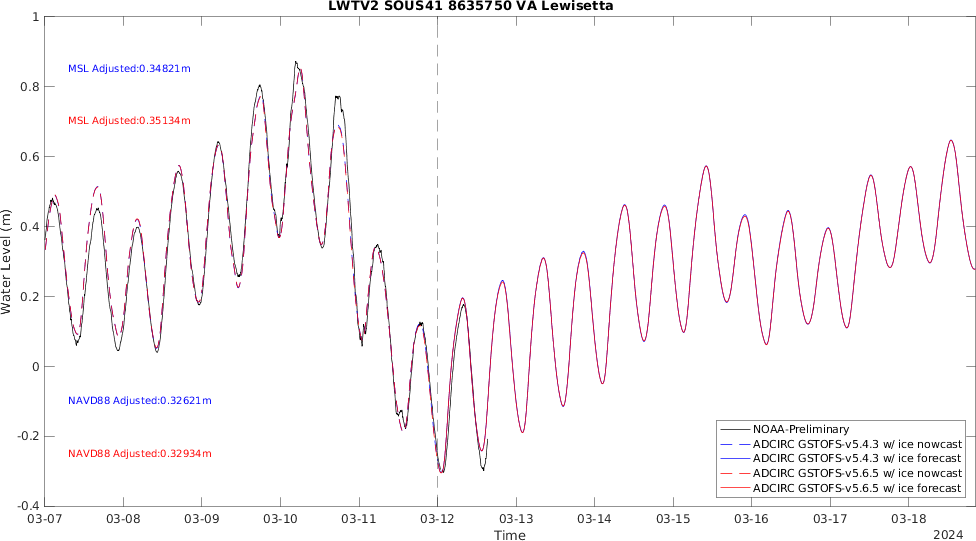 LWTV2 SOUS41 8635750 VA Lewisetta
1
0.8
0.6
0.4
0.2
0
-0.2
-0.4
Water Level (m)
MSL Adjusted:0.34821m
MSL Adjusted:0.35134m
NAVD88 Adjusted:0.32621m
NAVD88 Adjusted:0.32934m
NOAA-Preliminary
ADCIRC GSTOFS-v5.4.3 w/ ice nowcast
ADCIRC GSTOFS-v5.4.3 w/ ice forecast
ADCIRC GSTOFS-v5.6.5 w/ ice nowcast
ADCIRC GSTOFS-v5.6.5 w/ ice forecast
03-07 03-08 03-09 03-10 03-11 03-12 03-13 03-14 03-15 03-16 03-17 03-18
Time
2024